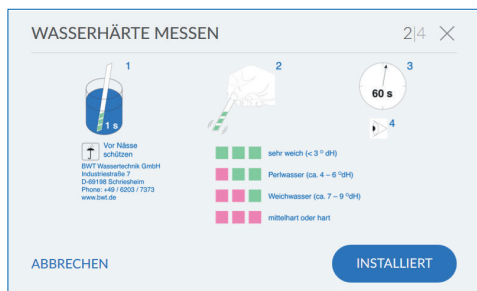 WASSERHÄRTE MESSEN
2|4
1
2
3
1 s
60 s
4
Vor Nässe
schützen
BWT Wassertechnik GmbH
Industriestraße 7
D-69198 Schriesheim
Phone: +49 / 6203 / 7373
www.bwt.de
sehr weich (< 3 ° dH)
Perlwasser (ca. 4 – 6 °dH)
Weichwasser (ca. 7 – 9 °dH)
mittelhart oder hart
ABBRECHEN
INSTALLIERT